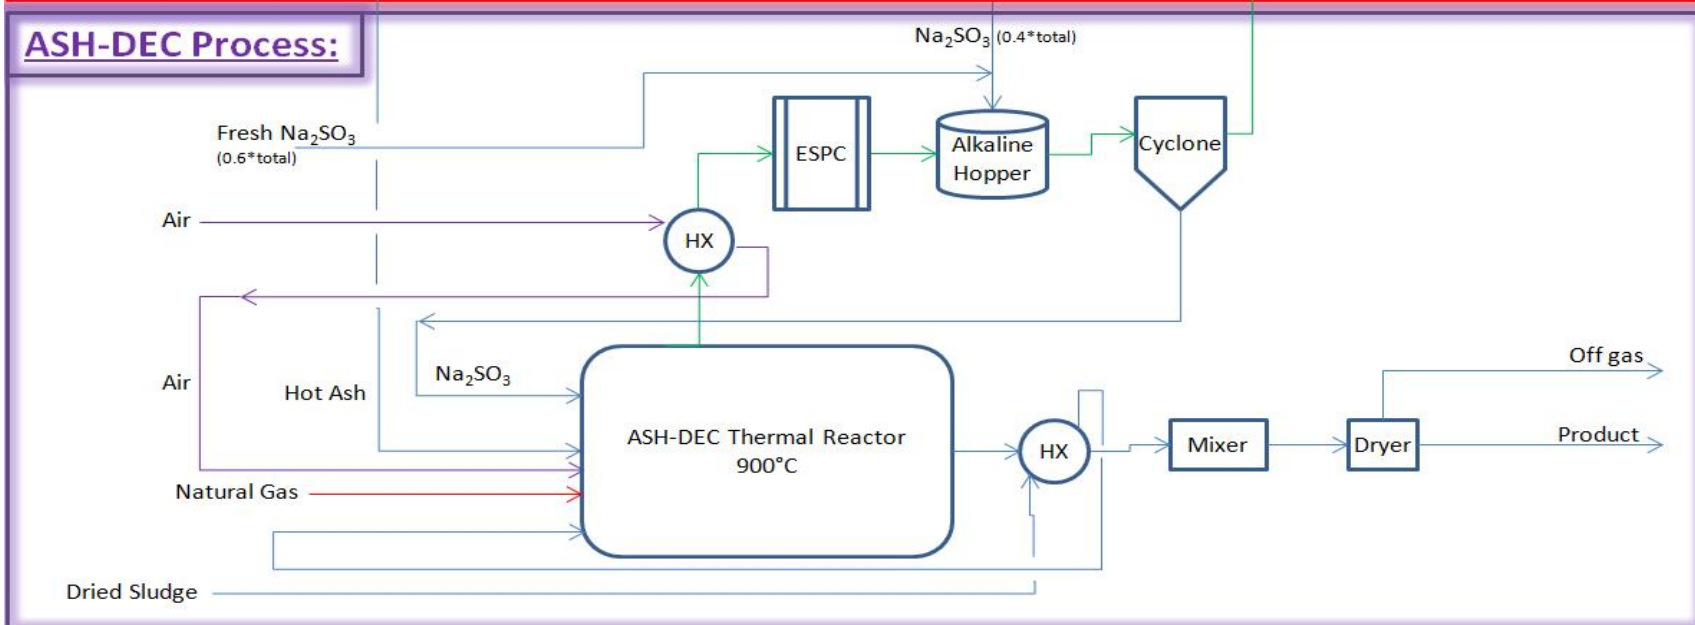 ASH-DEC Process:
Na₂SO₃ (0.4*total)
Fresh Na₂SO₃
(0.6*total)
ESPC
Alkaline
Hopper
Cyclone
Air
HX
Air
Hot Ash
Na₂SO₃
Off gas
ASH-DEC Thermal Reactor
900°C
HX
Mixer
Dryer
Product
Natural Gas
Dried Sludge